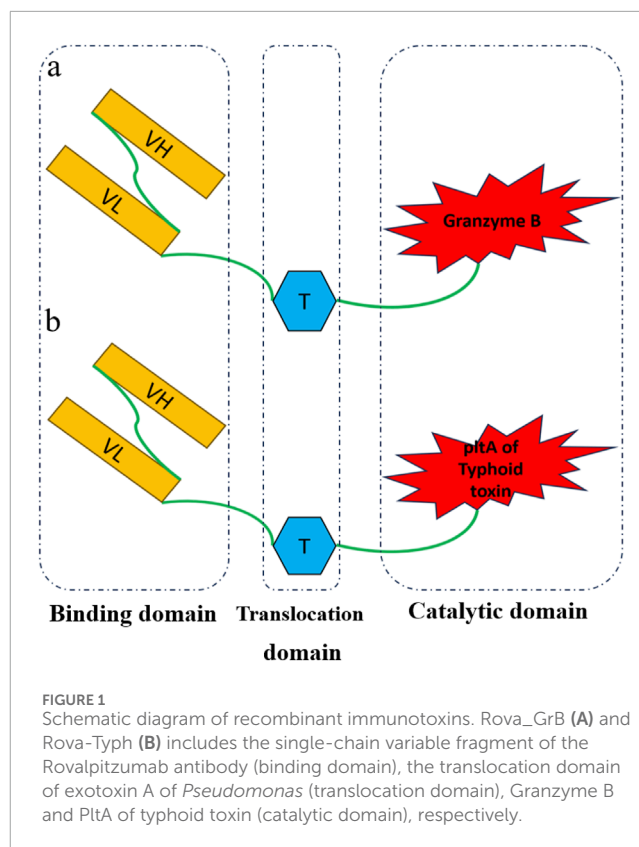 a
VH
VL
T
Granzyme B
b
VH
VL
T
pltA of
Typhoid
toxin
Binding domain
Translocation
domain
Catalytic domain
FIGURE 1
Schematic diagram of recombinant immunotoxins. Rova_GrB (A) and
Rova-Typh (B) includes the single-chain variable fragment of the
Rovalpitzumab antibody (binding domain), the translocation domain
of exotoxin A of Pseudomonas (translocation domain), Granzyme B
and PltA of typhoid toxin (catalytic domain), respectively.